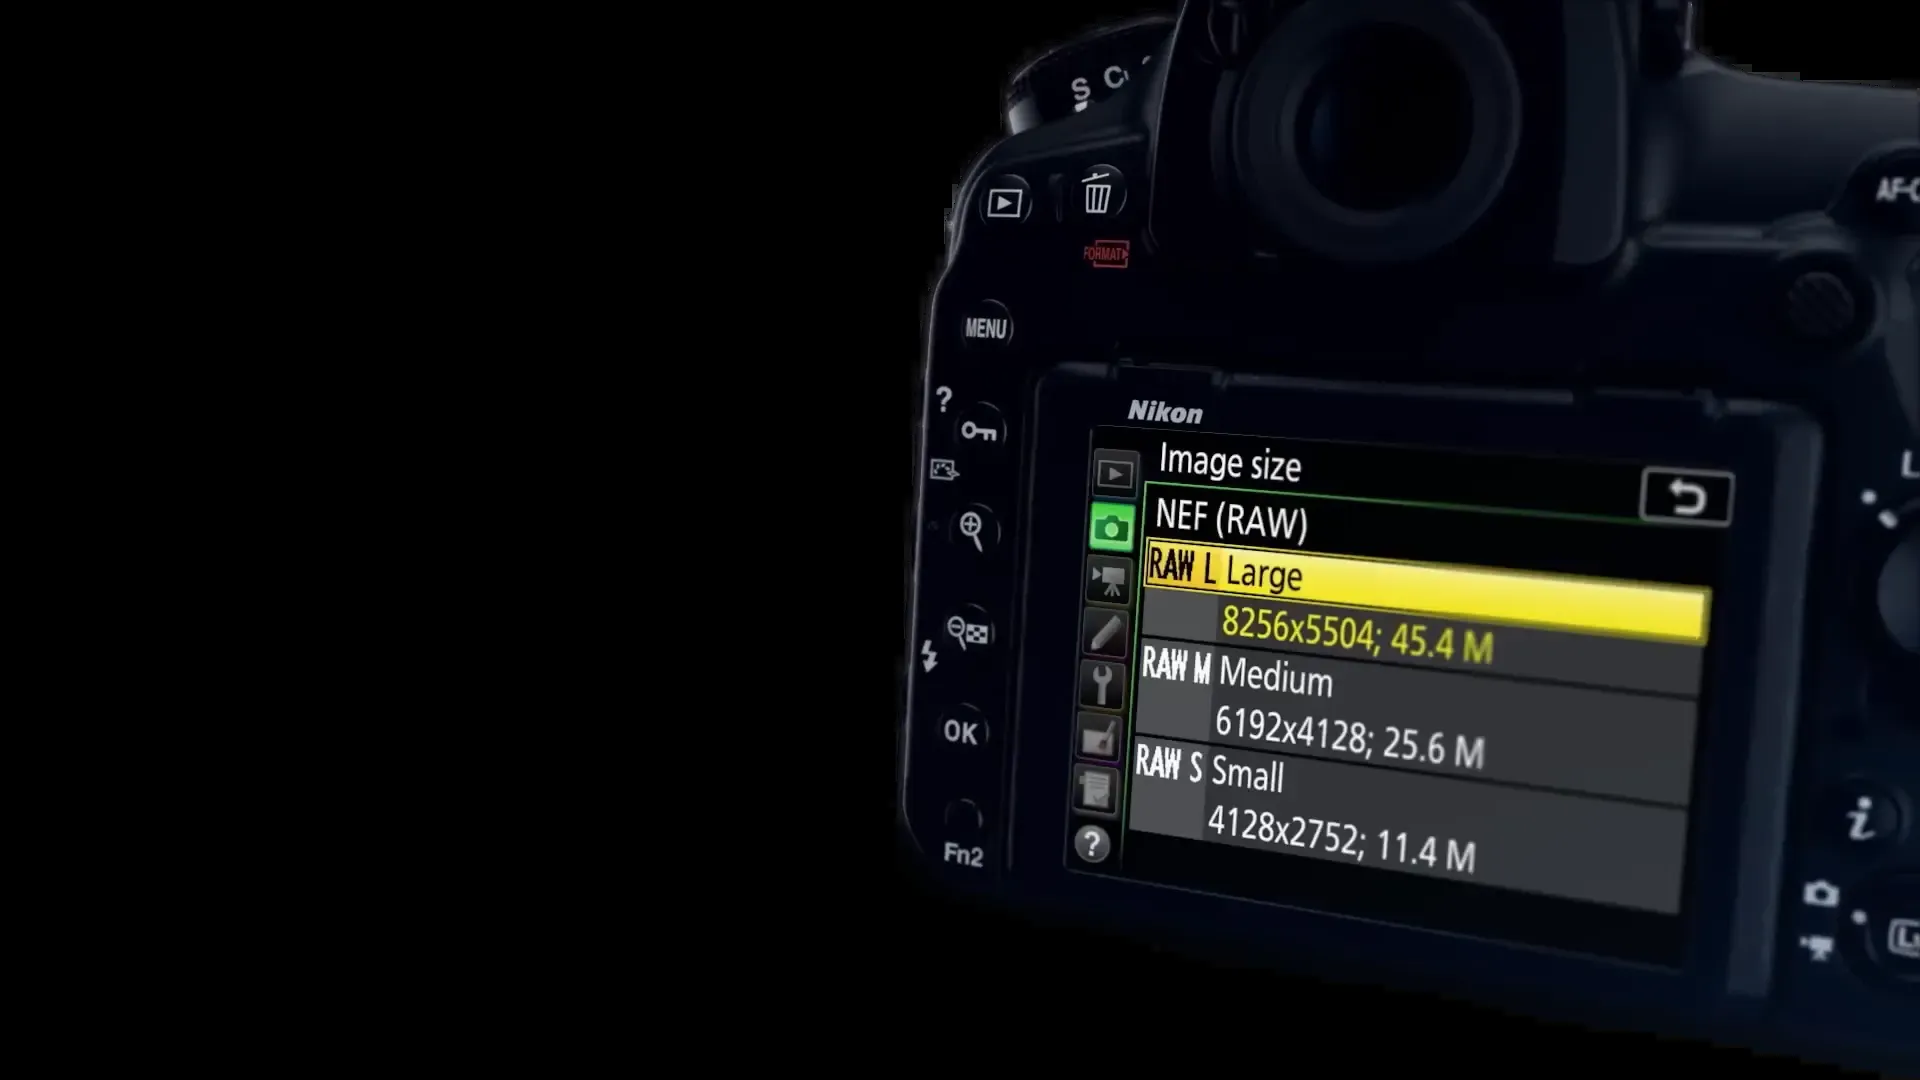 S
FORMAT
MENU
?
OK
Fn2
Nikon
Image size
NEF (RAW)
RAW L Large
8256x5504; 45.4 M
RAW M Medium
6192x4128; 25.6 M
RAW S Small
4128x2752; 11.4 M
?
i